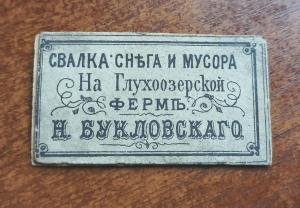 СВАЛКА СНѢГА И МУСОРА
На Глухоозерской
ФЕРМѢ
Н. БУКЛОВСКАГО.